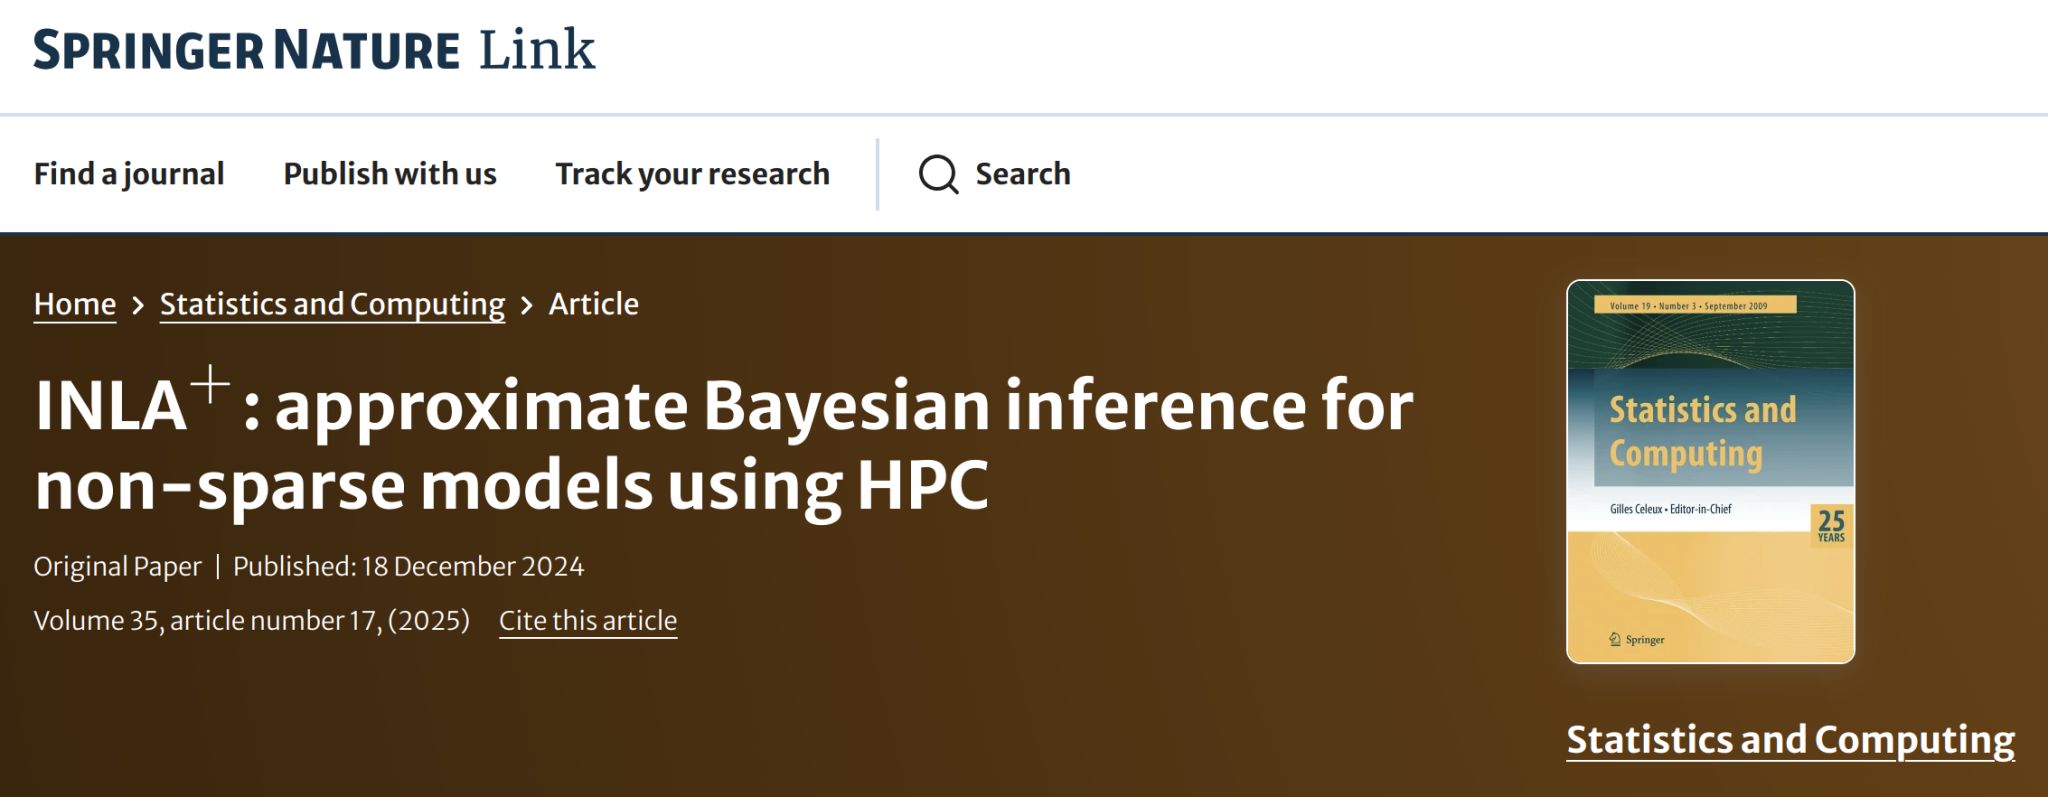 SPRINGER NATURE Link
Find a journal Publish with us Track your research Search
Home > Statistics and Computing > Article
INLA+ : approximate Bayesian inference for
non-sparse models using HPC
Original Paper | Published: 18 December 2024
Volume 35, article number 17, (2025) Cite this article
Volume 19 • Number 3 • September 2009
Statistics and
Computing
Gilles Celeux • Editor-in-Chief
25
YEARS
Springer
Statistics and Computing